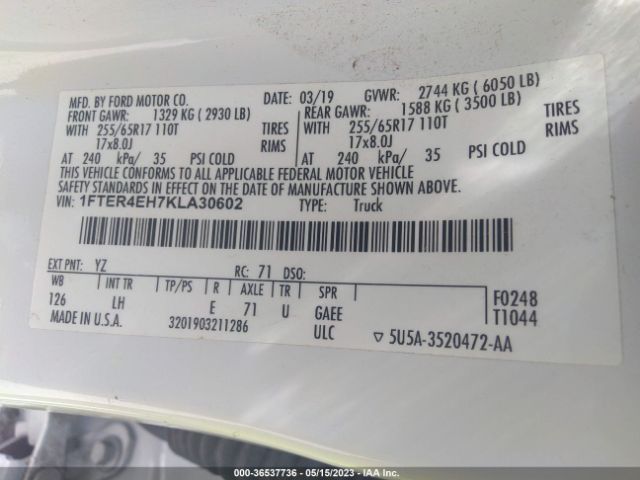 MFD. BY FORD MOTOR CO. DATE: 03/19 GVWR: 2744 KG ( 6050 LB)
FRONT GAWR: 1329 KG ( 2930 LB) REAR GAWR: 1588 KG ( 3500 LB)
WITH 255/65R17 110T TIRES WITH 255/65R17 110T TIRES
17x8.0J RIMS 17x8.0J RIMS
AT 240 kPa/ 35 PSI COLD AT 240 kPa/ 35 PSI COLD
THIS VEHICLE CONFORMS TO ALL APPLICABLE FEDERAL MOTOR VEHICLE
SAFETY STANDARDS IN EFFECT ON THE DATE OF MANUFACTURE SHOWN ABOVE.
VIN: 1FTER4EH7KLA30602 TYPE: Truck
EXT PNT: YZ RC: 71 DSO:
WB INT TR TP/PS R AXLE TR SPR
126 LH E 71 U GAEE F0248
MADE IN U.S.A. 3201903211286 ULC T1044
▽ 5U5A-3520472-AA
000-36537736 - 05/15/2023 - IAA Inc.